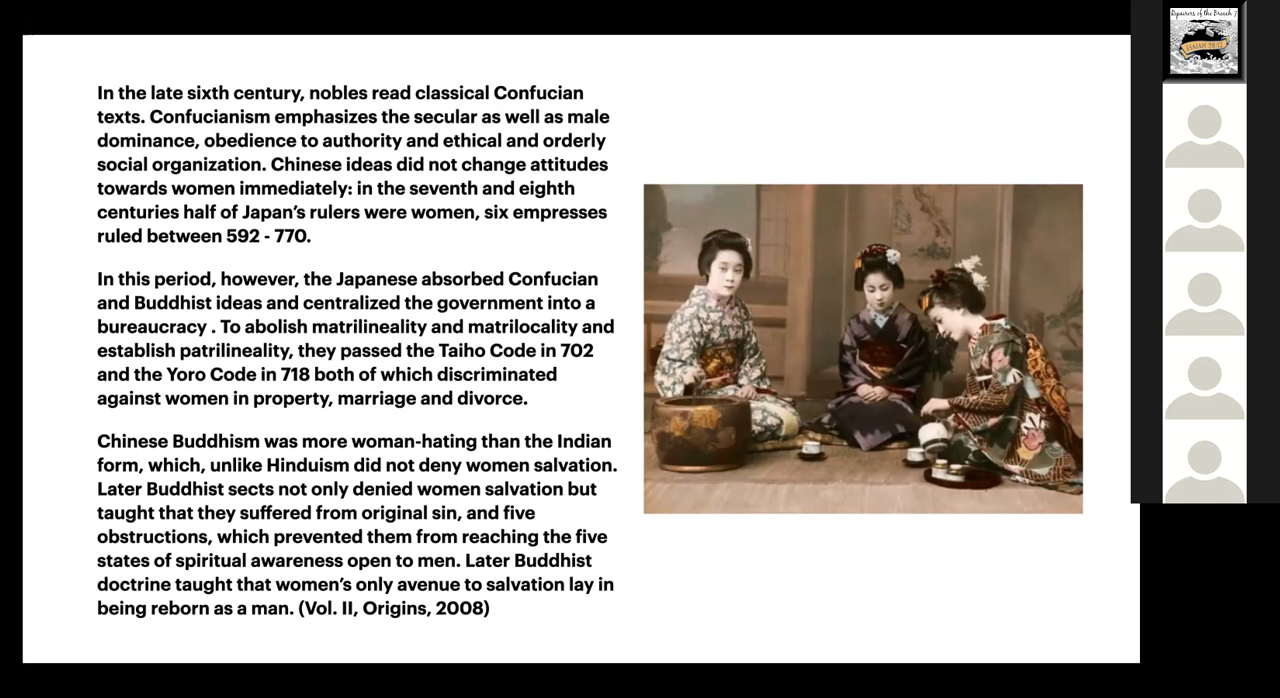 In the late sixth century, nobles read classical Confucian
texts. Confucianism emphasizes the secular as well as male
dominance, obedience to authority and ethical and orderly
social organization. Chinese ideas did not change attitudes
towards women immediately: in the seventh and eighth
centuries half of Japan's rulers were women, six empresses
ruled between 592 - 770.
In this period, however, the Japanese absorbed Confucian
and Buddhist ideas and centralized the government into a
bureaucracy . To abolish matrilineality and matrilocality and
establish patrilineality, they passed the Taiho Code in 702
and the Yoro Code in 718 both of which discriminated
against women in property, marriage and divorce.
Chinese Buddhism was more woman-hating than the Indian
form, which, unlike Hinduism did not deny women salvation.
Later Buddhist sects not only denied women salvation but
taught that they suffered from original sin, and five
obstructions, which prevented them from reaching the five
states of spiritual awareness open to men. Later Buddhist
doctrine taught that women's only avenue to salvation lay in
being reborn as a man. (Vol. II, Origins, 2008)
Repairers of the Breach 7
ISAIAH 58:12